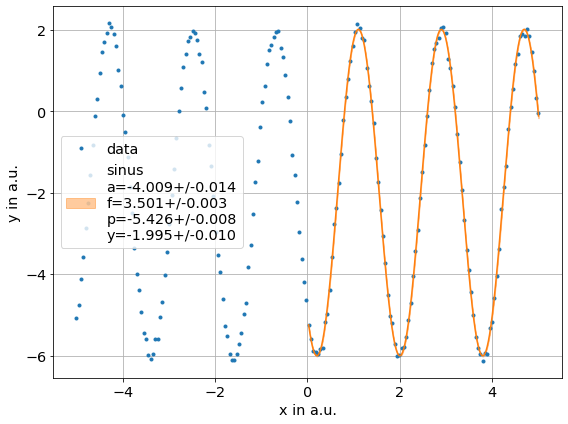 2
0
−2
−4
−6
y in a.u.
data
sinus
a=-4.009+/-0.014
f=3.501+/-0.003
p=-5.426+/-0.008
y=-1.995+/-0.010
−4
−2
0
2
4
x in a.u.